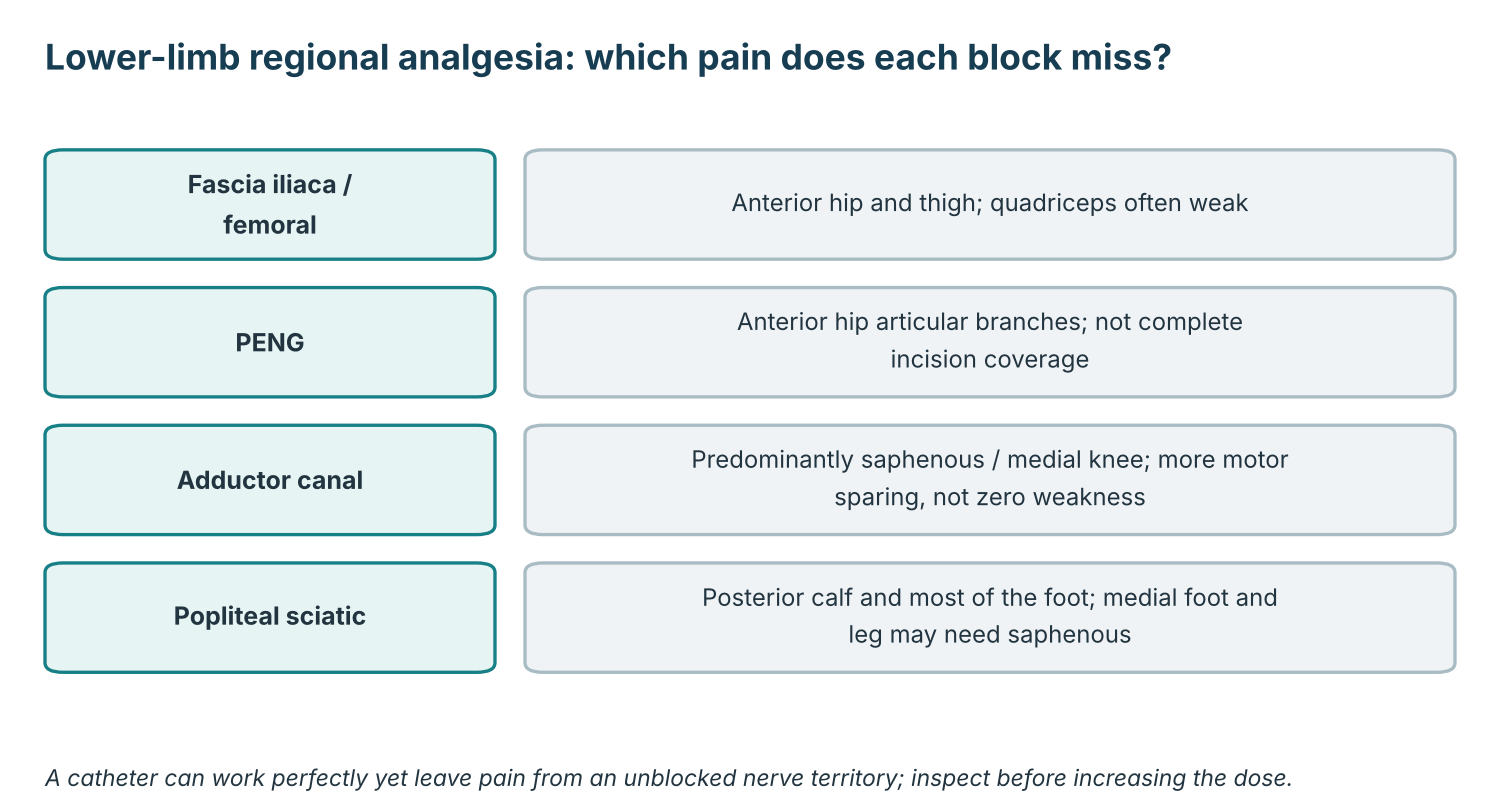 Lower-limb regional analgesia: which pain does each block miss?
Fascia iliaca /
femoral
Anterior hip and thigh; quadriceps often weak
PENG
Anterior hip articular branches; not complete
incision coverage
Adductor canal
Predominantly saphenous / medial knee; more motor
sparing, not zero weakness
Popliteal sciatic
Posterior calf and most of the foot; medial foot and
leg may need saphenous
A catheter can work perfectly yet leave pain from an unblocked nerve territory; inspect before increasing the dose.